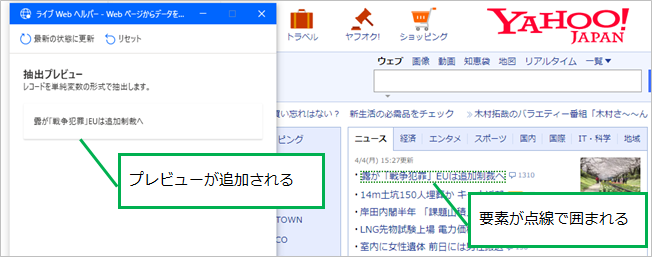 ライブ Web ヘルパー - Web ページからデータを...
最新の状態に更新 リセット
抽出プレビュー
レコードを単純変数の形式で抽出します。
露が「戦争犯罪」EUは追加制裁へ
プレビューが追加される
トラベル ヤフオク! ショッピング
YAHOO!
JAPAN
ウェブ 画像 動画 知恵袋 地図 リアルタイム 一覧▼
買い忘れはない? 新生活の必需品をチェック ≫木村拓哉のバラエティー番組「木村さ~~ん
ッピング
ニュース 経済 エンタメ スポーツ 国内 国際 IT・科学 地域
4/4(月) 15:27更新
露が「戦争犯罪」EUは追加制裁へ 1310
14m土坑150人埋葬か キ
岸田内閣半年 「課題山積
LNG先物試験上場 電力価
室内に女性遺体 前日には
TOWN
CO
要素が点線で囲まれる